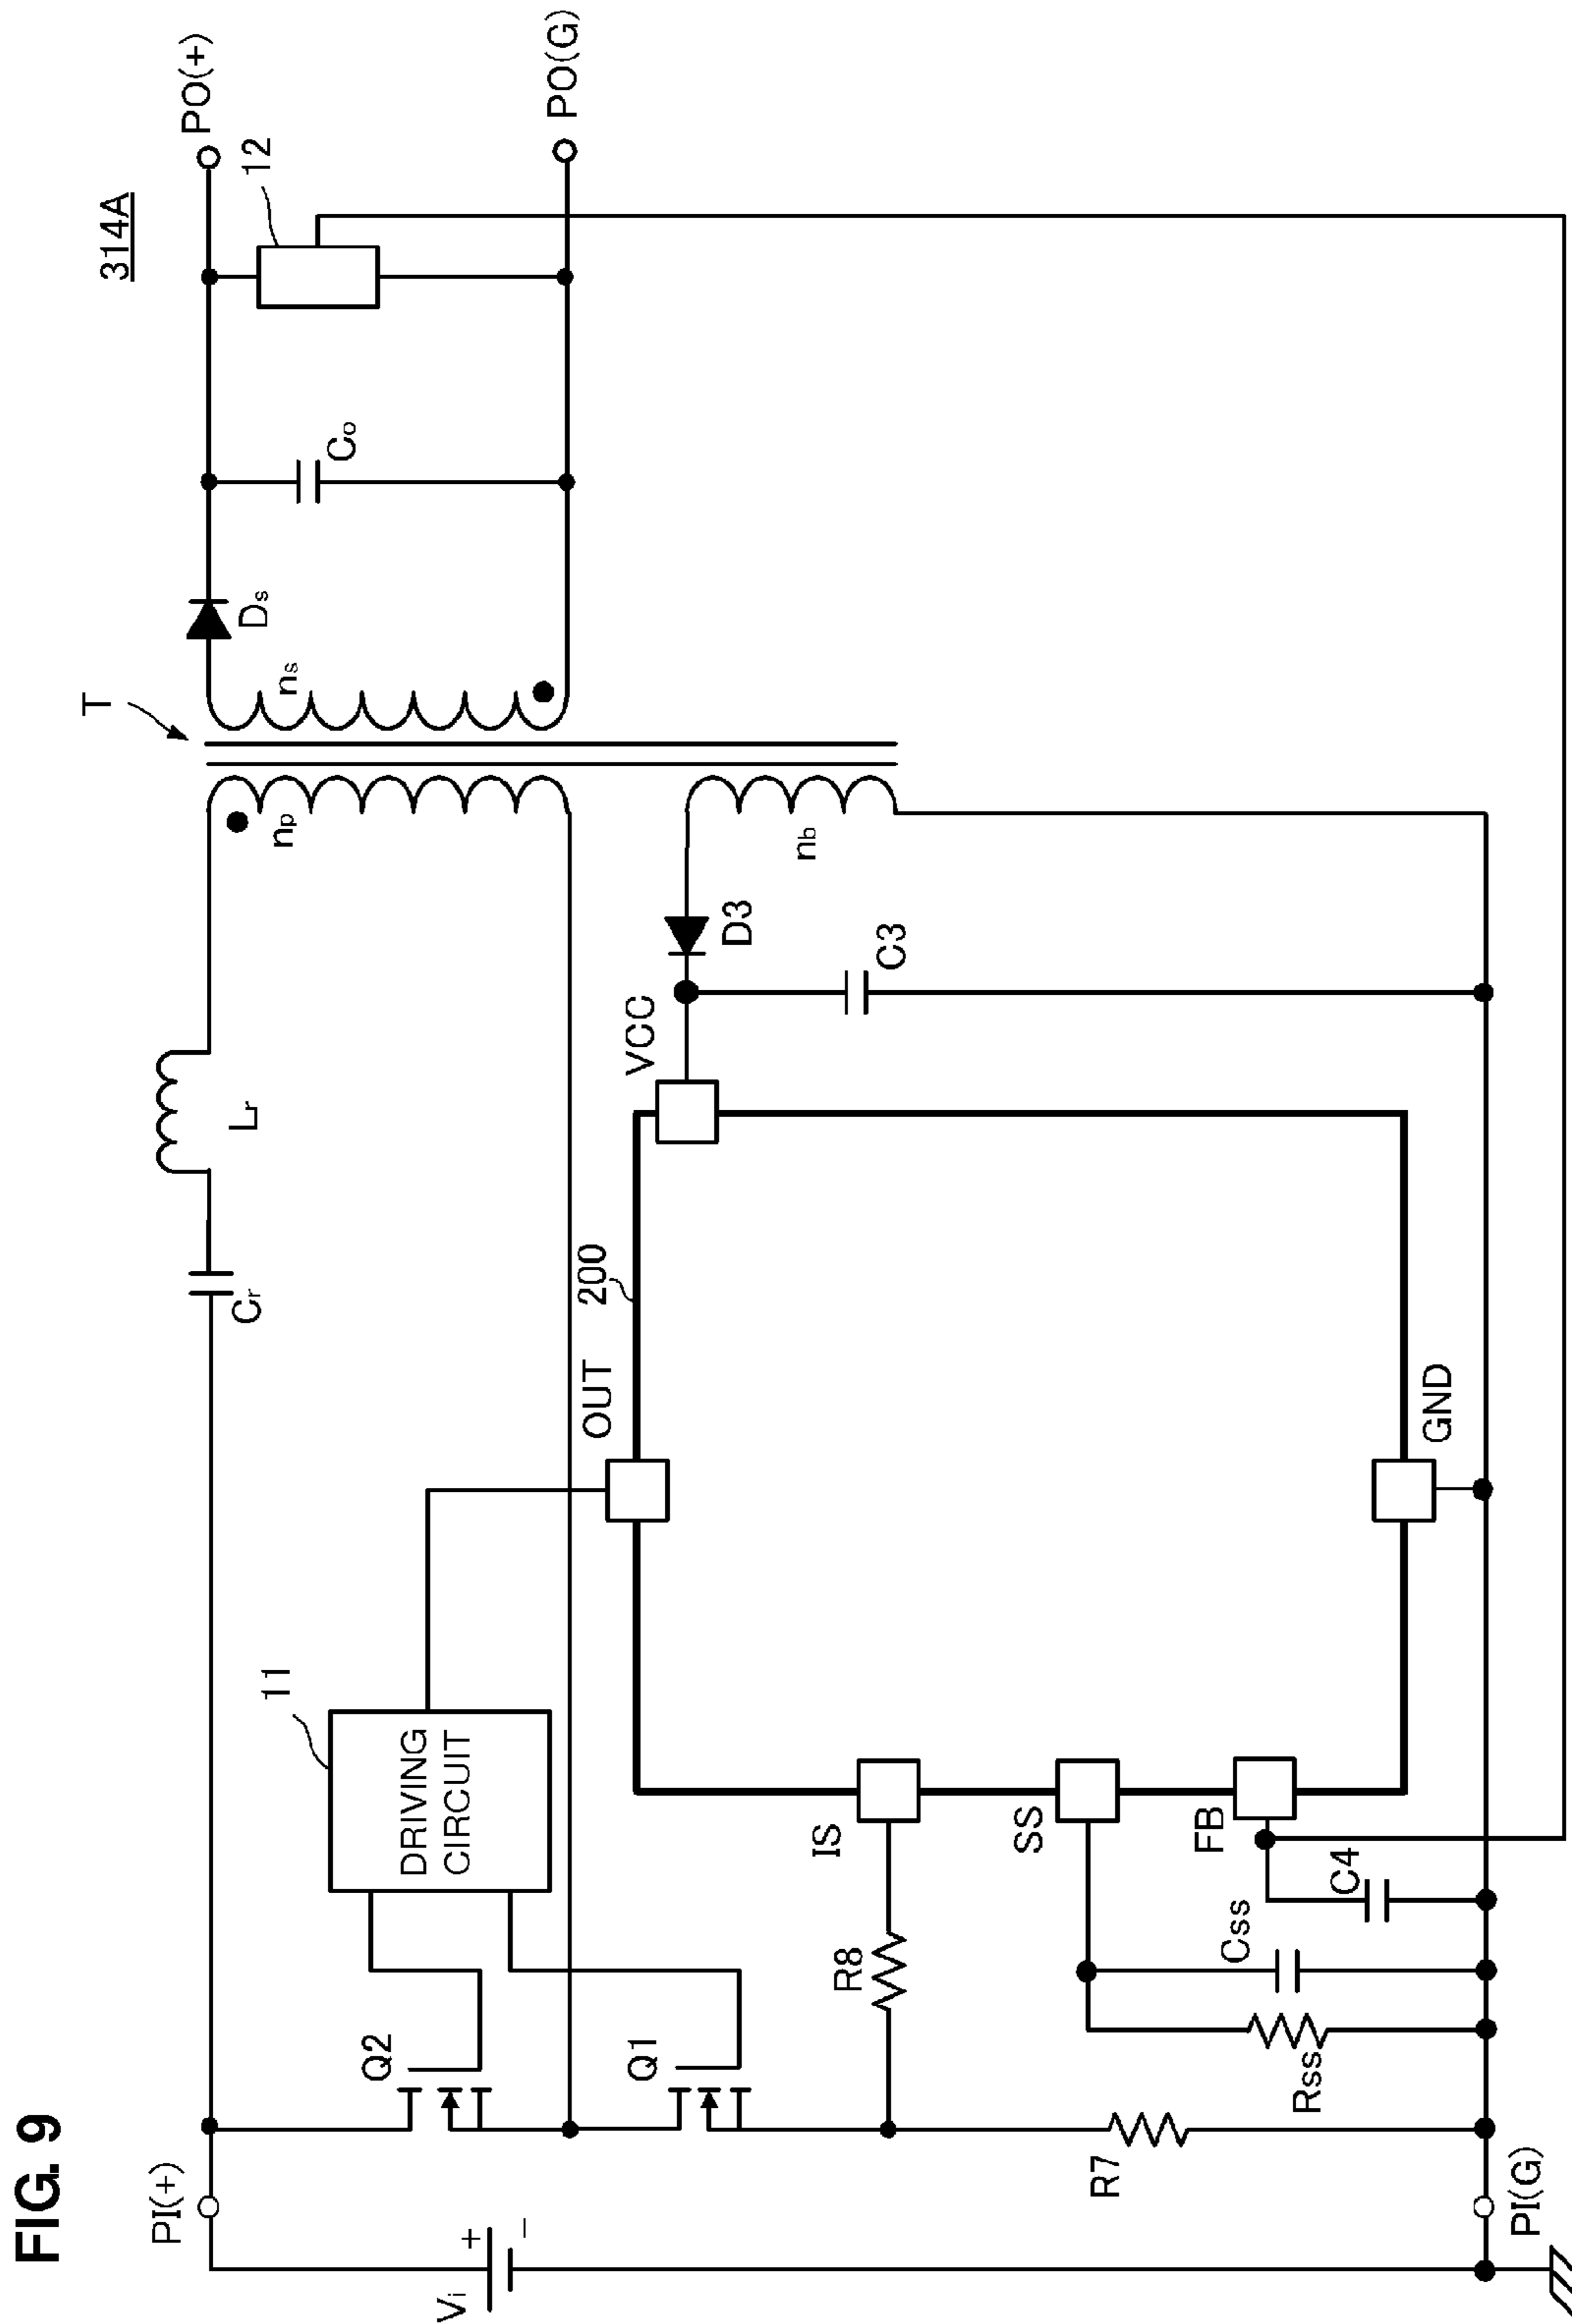 FIG. 9
314A
T
PI(+)
Cr
Lr
np
ns
Ds
Co
12
PO(+)
PO(G)
Vi
+
−
Q2
11
DRIVING
CIRCUIT
OUT
200
VCC
D3
nb
C3
Q1
R8
IS
SS
FB
R7
Rss
Css
C4
GND
PI(G)